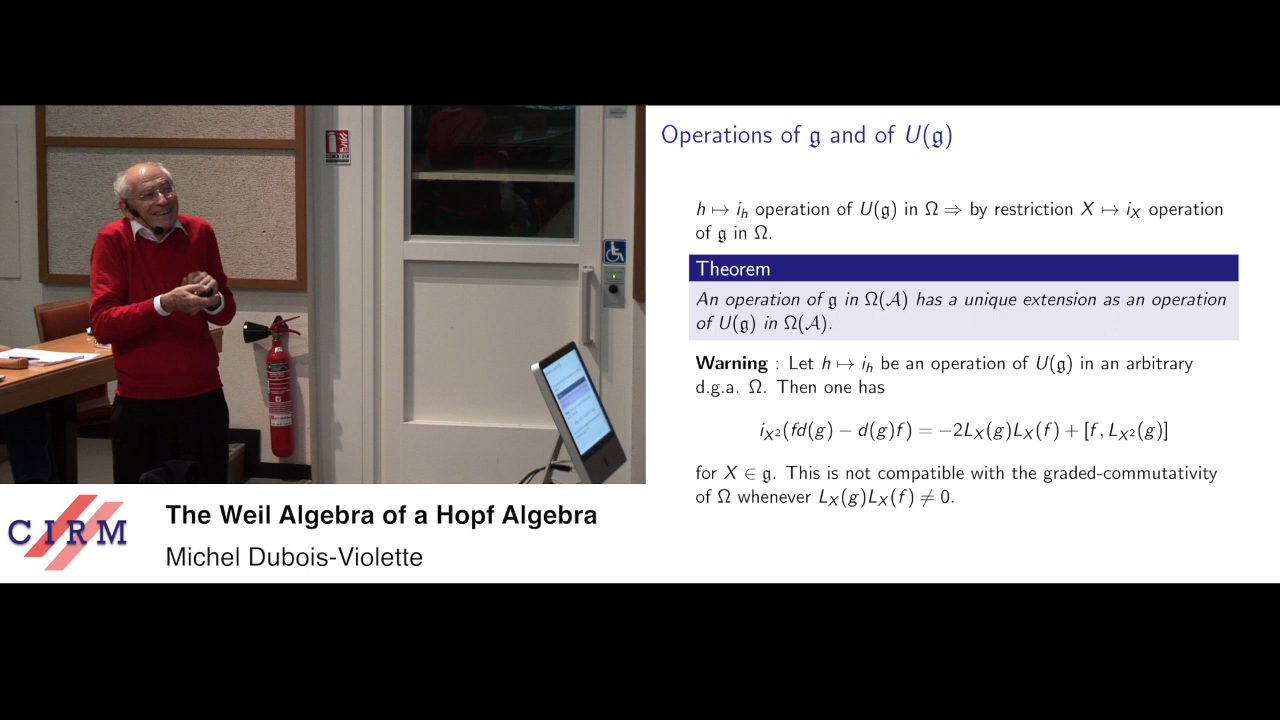 Operations of 𝔤 and of U(𝔤)
h ↦ i_h operation of U(𝔤) in Ω ⇒ by restriction X ↦ i_X operation
of 𝔤 in Ω.
Theorem
An operation of 𝔤 in Ω(𝒜) has a unique extension as an operation
of U(𝔤) in Ω(𝒜).
Warning : Let h ↦ i_h be an operation of U(𝔤) in an arbitrary
d.g.a. Ω. Then one has
i_{X²}(fd(g) − d(g)f) = −2L_X(g)L_X(f) + [f, L_{X²}(g)]
for X ∈ 𝔤. This is not compatible with the graded-commutativity
of Ω whenever L_X(g)L_X(f) ≠ 0.
CIRM
The Weil Algebra of a Hopf Algebra
Michel Dubois-Violette